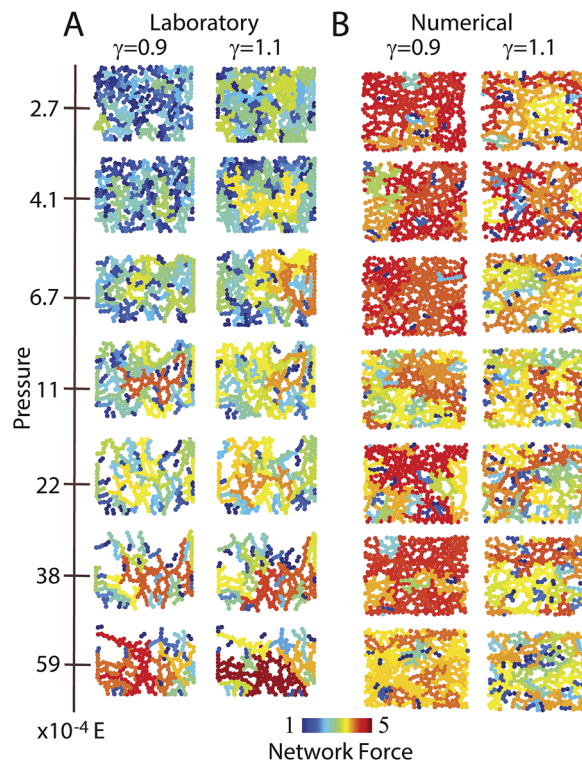 A
Laboratory
γ=0.9 γ=1.1
B
Numerical
γ=0.9 γ=1.1
Pressure
2.7
4.1
6.7
11
22
38
59
x10⁻⁴ E
1 5
Network Force